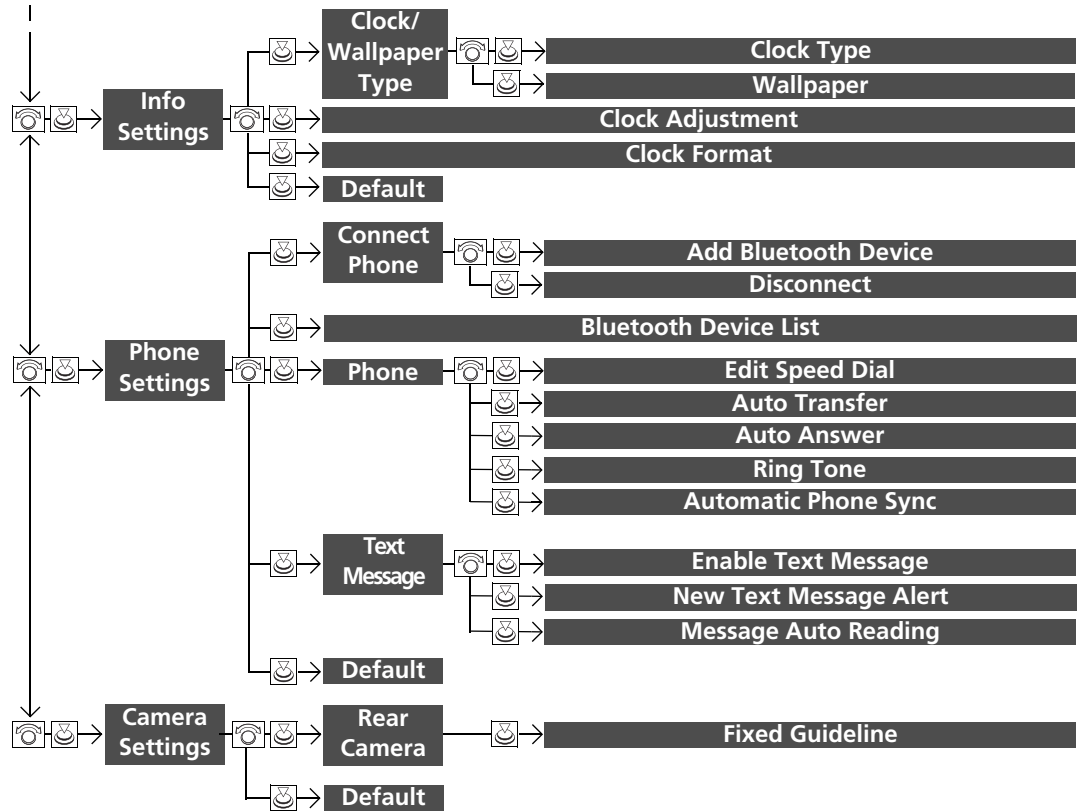 Clock/
Wallpaper
Type
Clock Type
Wallpaper
Info
Settings
Clock Adjustment
Clock Format
Default
Connect
Phone
Add Bluetooth Device
Disconnect
Bluetooth Device List
Phone
Settings
Phone
Edit Speed Dial
Auto Transfer
Auto Answer
Ring Tone
Automatic Phone Sync
Text
Message
Enable Text Message
New Text Message Alert
Message Auto Reading
Default
Camera
Settings
Rear
Camera
Fixed Guideline
Default